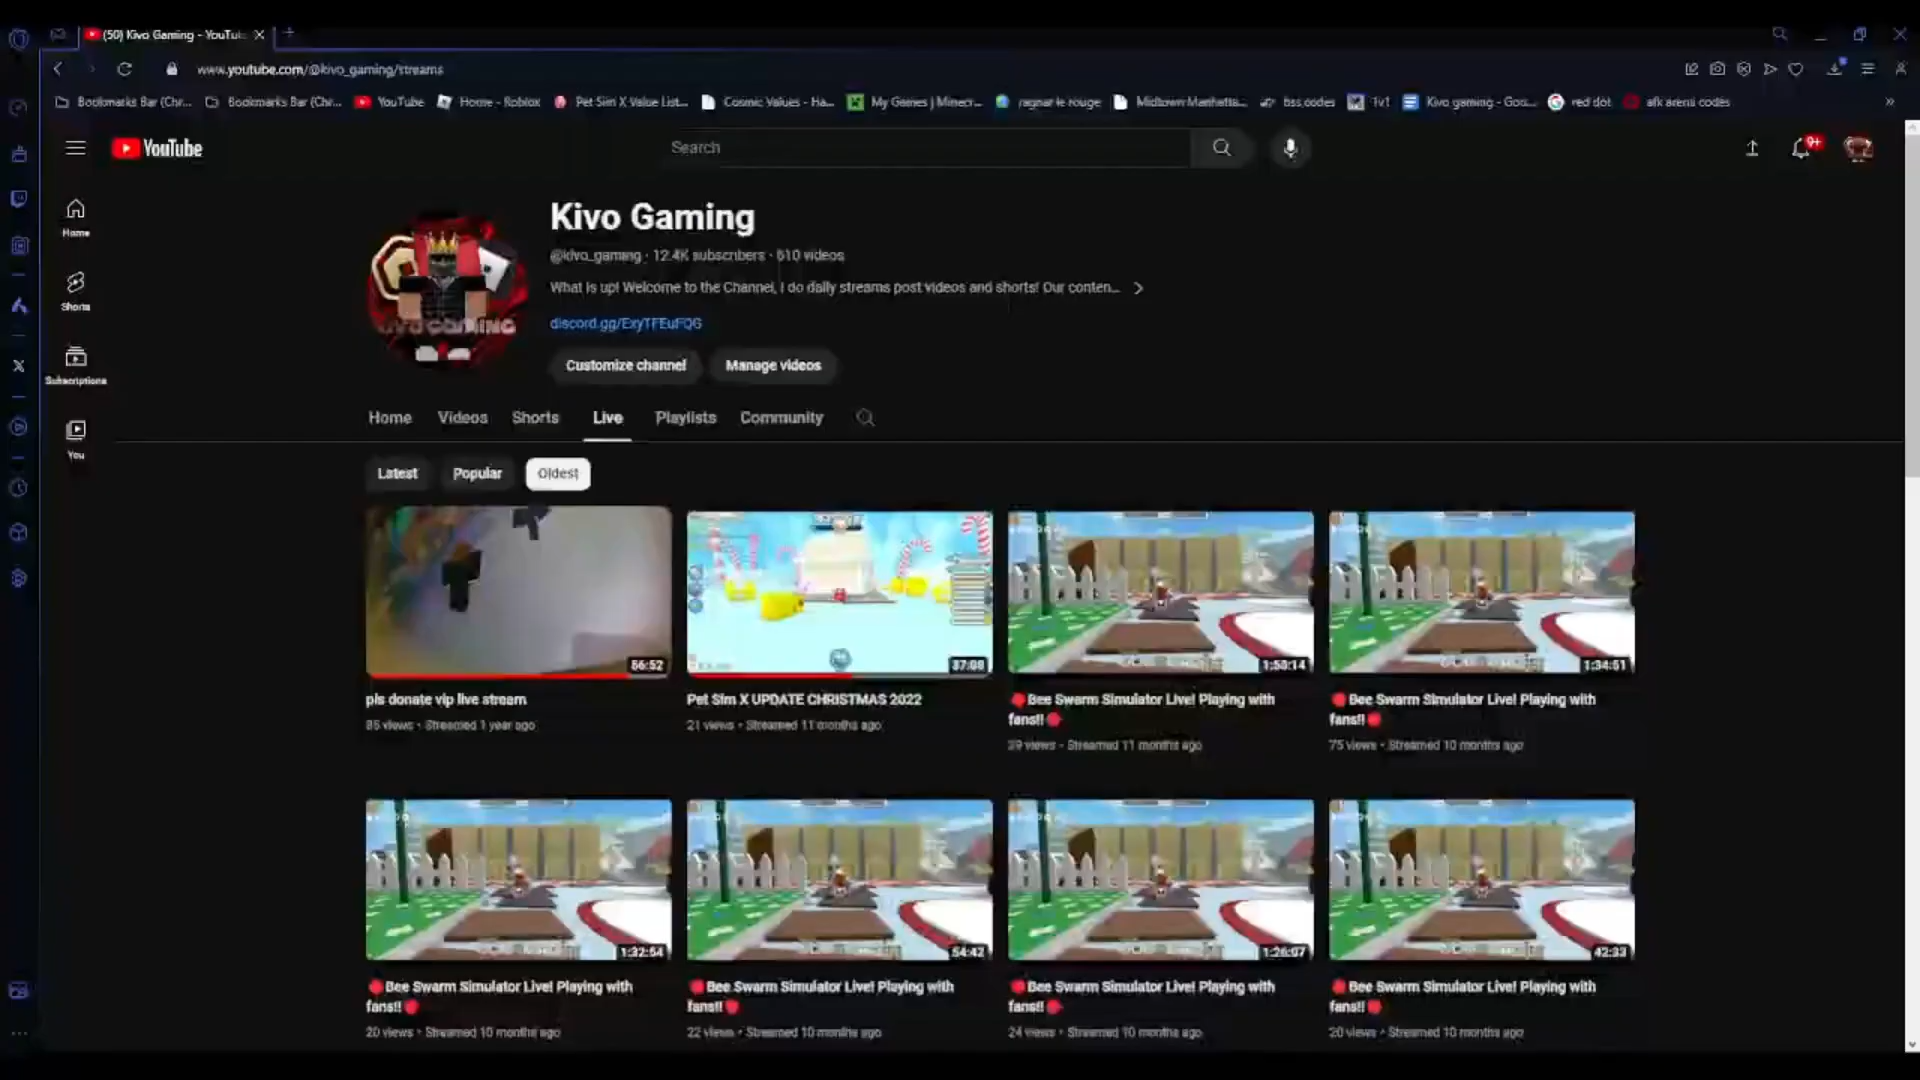 (50) Kivo Gaming - YouTub
www.youtube.com/@kivo_gaming/streams
Bookmarks Bar (Chr... Bookmarks Bar (Chr... YouTube Home - Roblox Pet Sim X Value List... Cosmic Values - Ha... My Games | Minecr... ragnar le rouge Midtown Manhatta... bss codes 1v1 Kivo gaming - Goo... red dot afk arena codes
YouTube
Search
9+
Home
Shorts
Subscriptions
You
Kivo Gaming
@kivo_gaming · 12.4K subscribers · 610 videos
What is up! Welcome to the Channel, I do daily streams post videos and shorts! Our conten...
discord.gg/ExyTFEuFQG
Customize channel Manage videos
Home Videos Shorts Live Playlists Community
Latest Popular Oldest
56:52 37:08 1:34:51
pls donate vip live stream
85 views · Streamed 1 year ago
Pet Sim X UPDATE CHRISTMAS 2022
21 views · Streamed 11 months ago
🔴Bee Swarm Simulator Live! Playing with
fans!!🔴
39 views · Streamed 11 months ago
🔴Bee Swarm Simulator Live! Playing with
fans!!🔴
75 views · Streamed 10 months ago
1:32:54 54:42 1:26:07 42:33
🔴Bee Swarm Simulator Live! Playing with
fans!!🔴
20 views · Streamed 10 months ago
🔴Bee Swarm Simulator Live! Playing with
fans!!🔴
22 views · Streamed 10 months ago
🔴Bee Swarm Simulator Live! Playing with
fans!!🔴
24 views · Streamed 10 months ago
🔴Bee Swarm Simulator Live! Playing with
fans!!🔴
20 views · Streamed 10 months ago